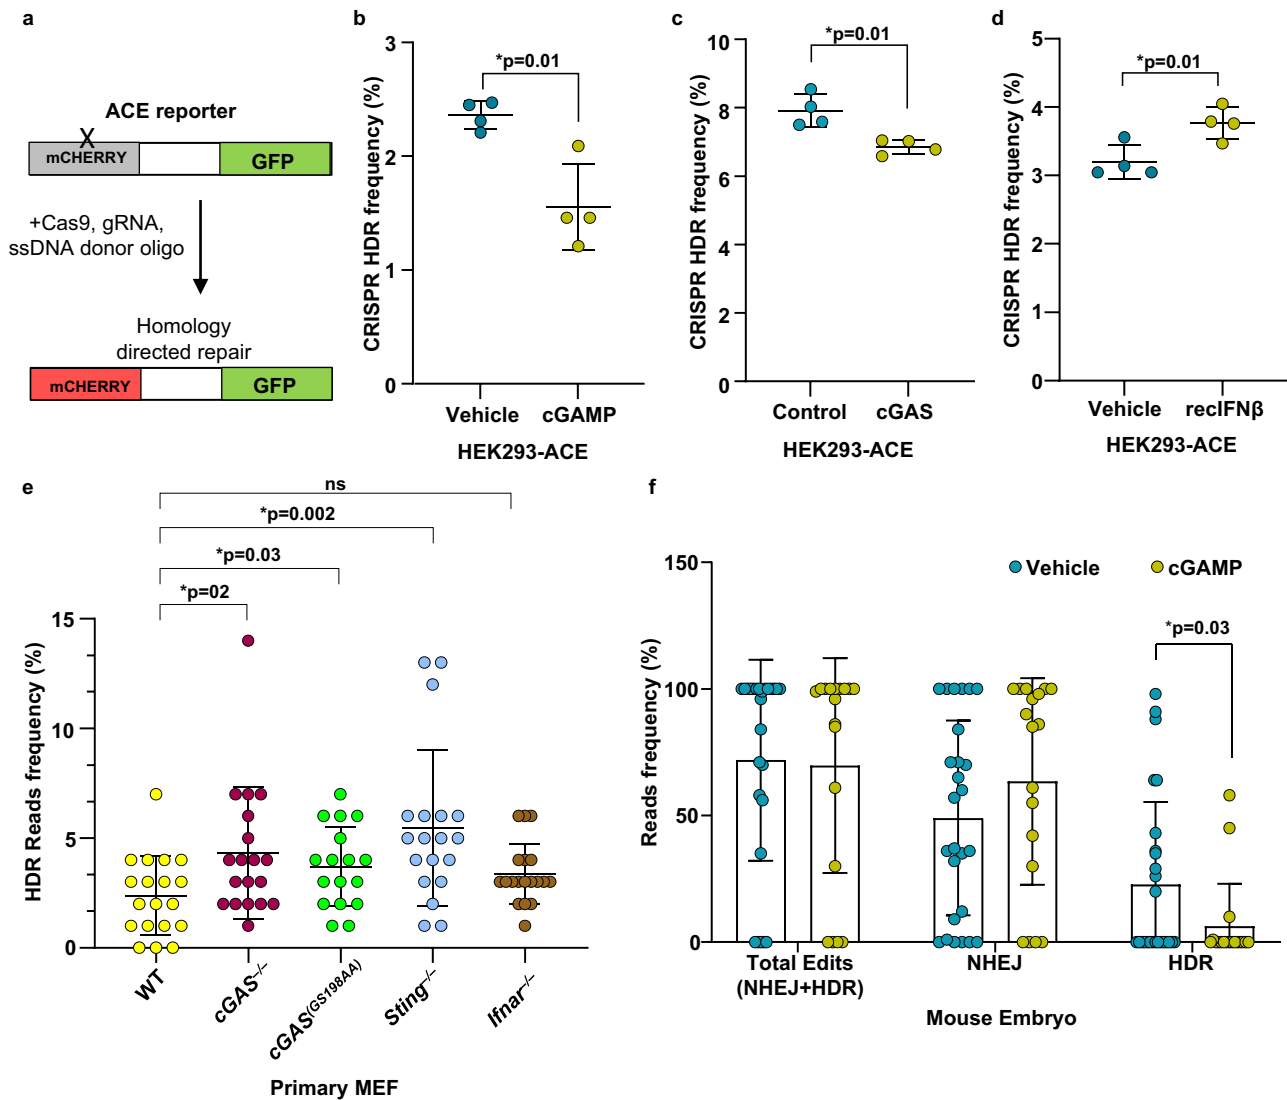 a
ACE reporter
X
mCHERRY
GFP
+Cas9, gRNA,
ssDNA donor oligo
Homology
directed repair
mCHERRY
GFP
b
CRISPR HDR frequency (%)
3
2
1
0
*p=0.01
Vehicle
cGAMP
HEK293-ACE
c
CRISPR HDR frequency (%)
10
8
6
4
2
0
*p=0.01
Control
cGAS
HEK293-ACE
d
CRISPR HDR frequency (%)
5
4
3
2
1
0
*p=0.01
Vehicle
recIFNβ
HEK293-ACE
e
ns
*p=0.002
*p=0.03
*p=02
HDR Reads frequency (%)
15
10
5
0
WT
cGAS–/–
cGAS(GS198AA)
Sting–/–
Ifnar–/–
Primary MEF
f
Vehicle
cGAMP
*p=0.03
Reads frequency (%)
150
100
50
0
Total Edits
(NHEJ+HDR)
NHEJ
HDR
Mouse Embryo